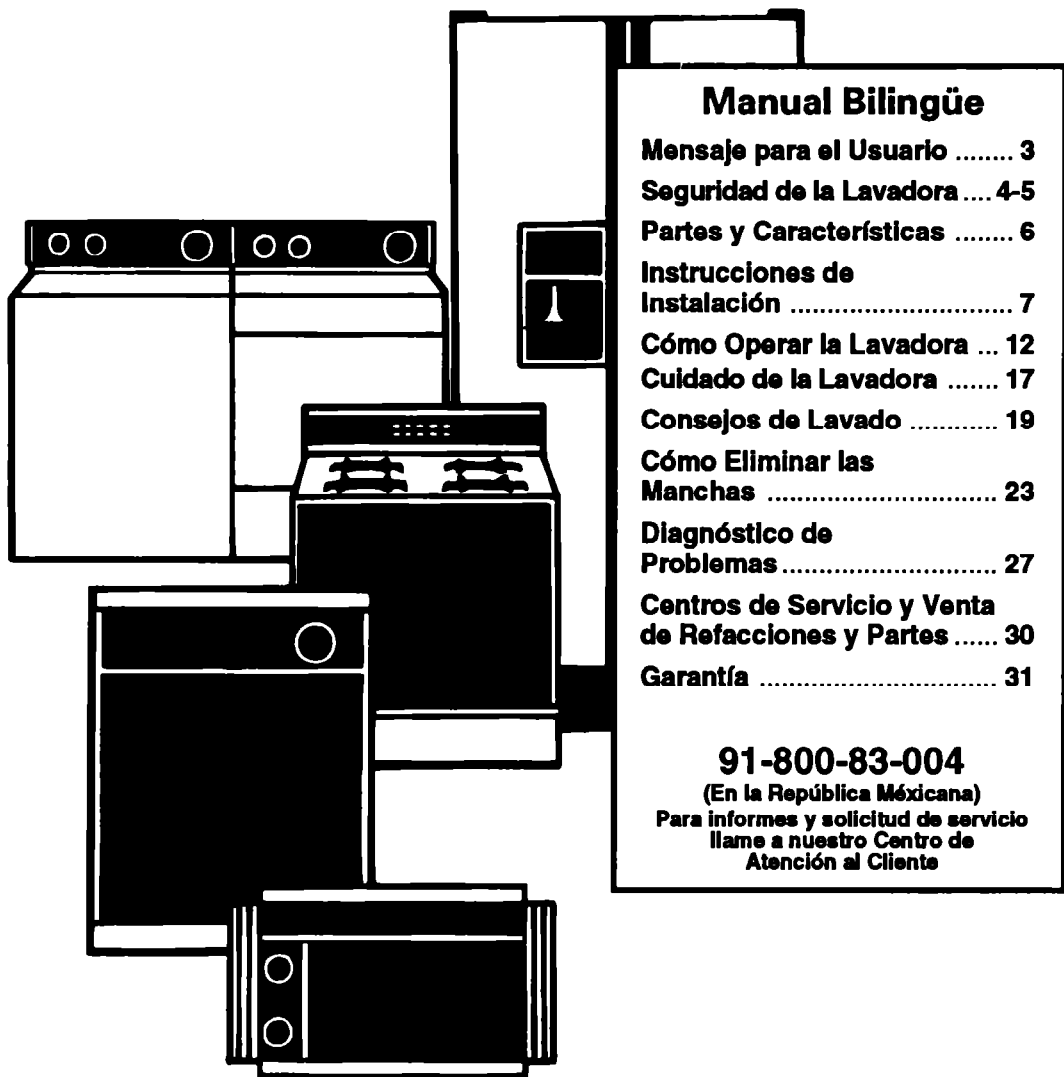 Manual Bilingüe
Mensaje para el Usuario ........ 3
Seguridad de la Lavadora .... 4-5
Partes y Características ........ 6
Instrucciones de
Instalación ............................... 7
Cómo Operar la Lavadora ... 12
Cuidado de la Lavadora ....... 17
Consejos de Lavado ............ 19
Cómo Eliminar las
Manchas ............................... 23
Diagnóstico de
Problemas ............................. 27
Centros de Servicio y Venta
de Refacciones y Partes ...... 30
Garantía ................................ 31
91-800-83-004
(En la República Méxicana)
Para informes y solicitud de servicio
llame a nuestro Centro de
Atención al Cliente